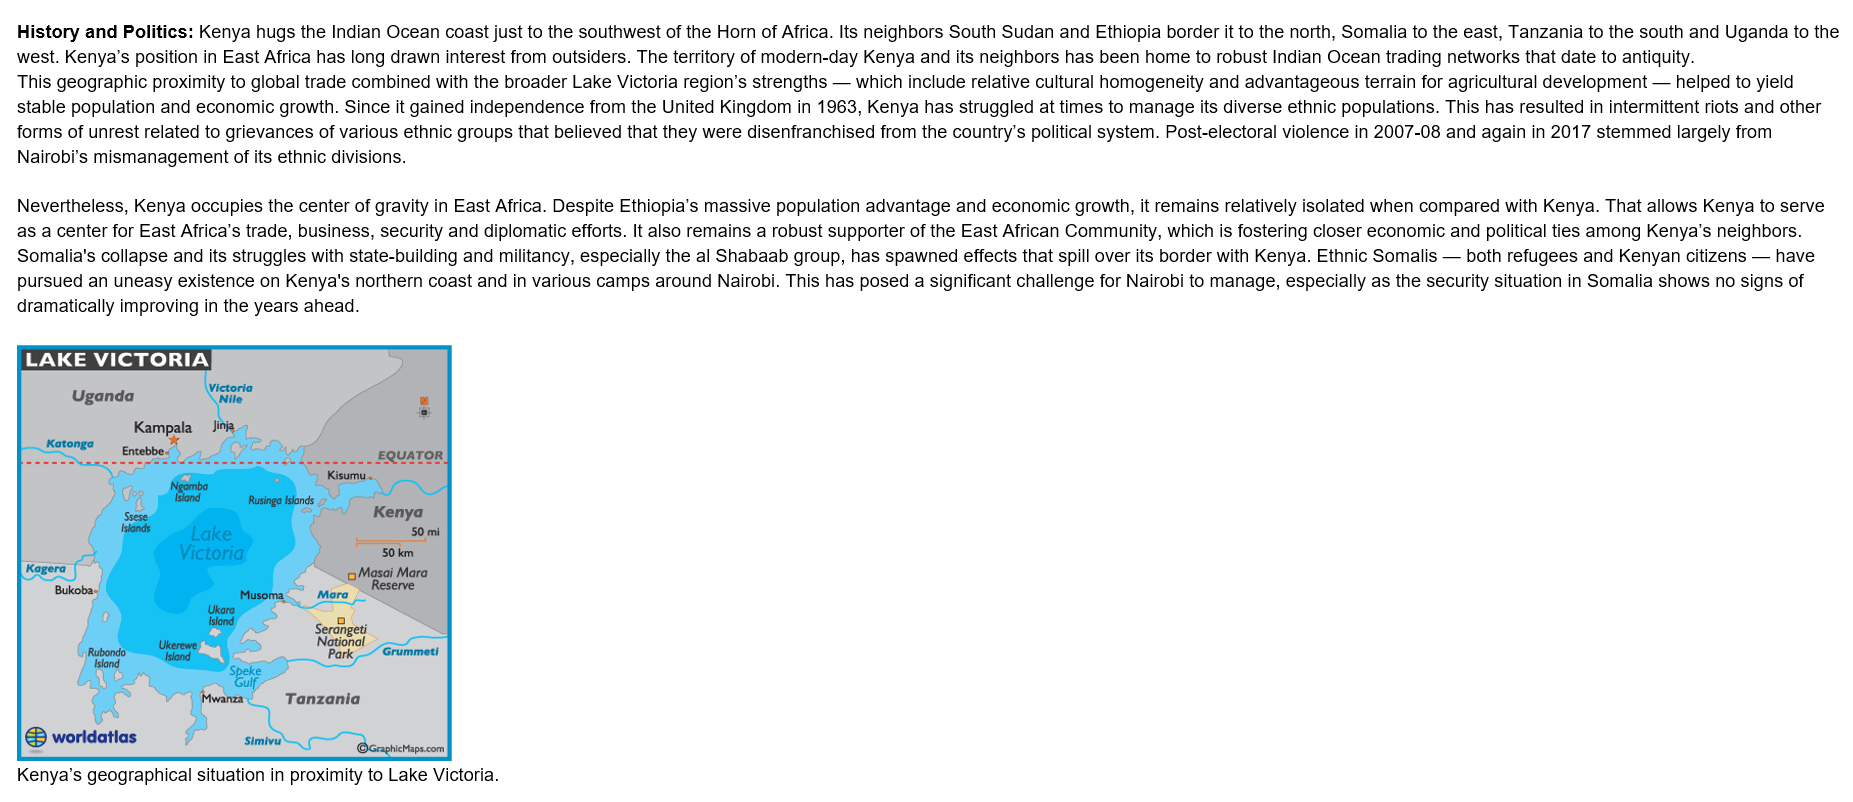 History and Politics: Kenya hugs the Indian Ocean coast just to the southwest of the Horn of Africa. Its neighbors South Sudan and Ethiopia border it to the north, Somalia to the east, Tanzania to the south and Uganda to the
west. Kenya’s position in East Africa has long drawn interest from outsiders. The territory of modern-day Kenya and its neighbors has been home to robust Indian Ocean trading networks that date to antiquity.
This geographic proximity to global trade combined with the broader Lake Victoria region’s strengths — which include relative cultural homogeneity and advantageous terrain for agricultural development — helped to yield
stable population and economic growth. Since it gained independence from the United Kingdom in 1963, Kenya has struggled at times to manage its diverse ethnic populations. This has resulted in intermittent riots and other
forms of unrest related to grievances of various ethnic groups that believed that they were disenfranchised from the country’s political system. Post-electoral violence in 2007-08 and again in 2017 stemmed largely from
Nairobi’s mismanagement of its ethnic divisions.
Nevertheless, Kenya occupies the center of gravity in East Africa. Despite Ethiopia’s massive population advantage and economic growth, it remains relatively isolated when compared with Kenya. That allows Kenya to serve
as a center for East Africa’s trade, business, security and diplomatic efforts. It also remains a robust supporter of the East African Community, which is fostering closer economic and political ties among Kenya’s neighbors.
Somalia's collapse and its struggles with state-building and militancy, especially the al Shabaab group, has spawned effects that spill over its border with Kenya. Ethnic Somalis — both refugees and Kenyan citizens — have
pursued an uneasy existence on Kenya's northern coast and in various camps around Nairobi. This has posed a significant challenge for Nairobi to manage, especially as the security situation in Somalia shows no signs of
dramatically improving in the years ahead.
LAKE VICTORIA
Uganda
Victoria
Nile
Kampala
Jinja
Katonga
Entebbe
EQUATOR
Kisumu
Ngamba
Island
Rusinga Islands
Ssese
Islands
Kenya
Lake
Victoria
50 mi
50 km
Kagera
Masai Mara
Reserve
Bukoba
Musoma
Mara
Ukara
Island
Serangeti
National
Park
Ukerewe
Island
Rubondo
Island
Grummeti
Speke
Gulf
Mwanza
Tanzania
worldatlas
Simivu
©GraphicMaps.com
Kenya’s geographical situation in proximity to Lake Victoria.